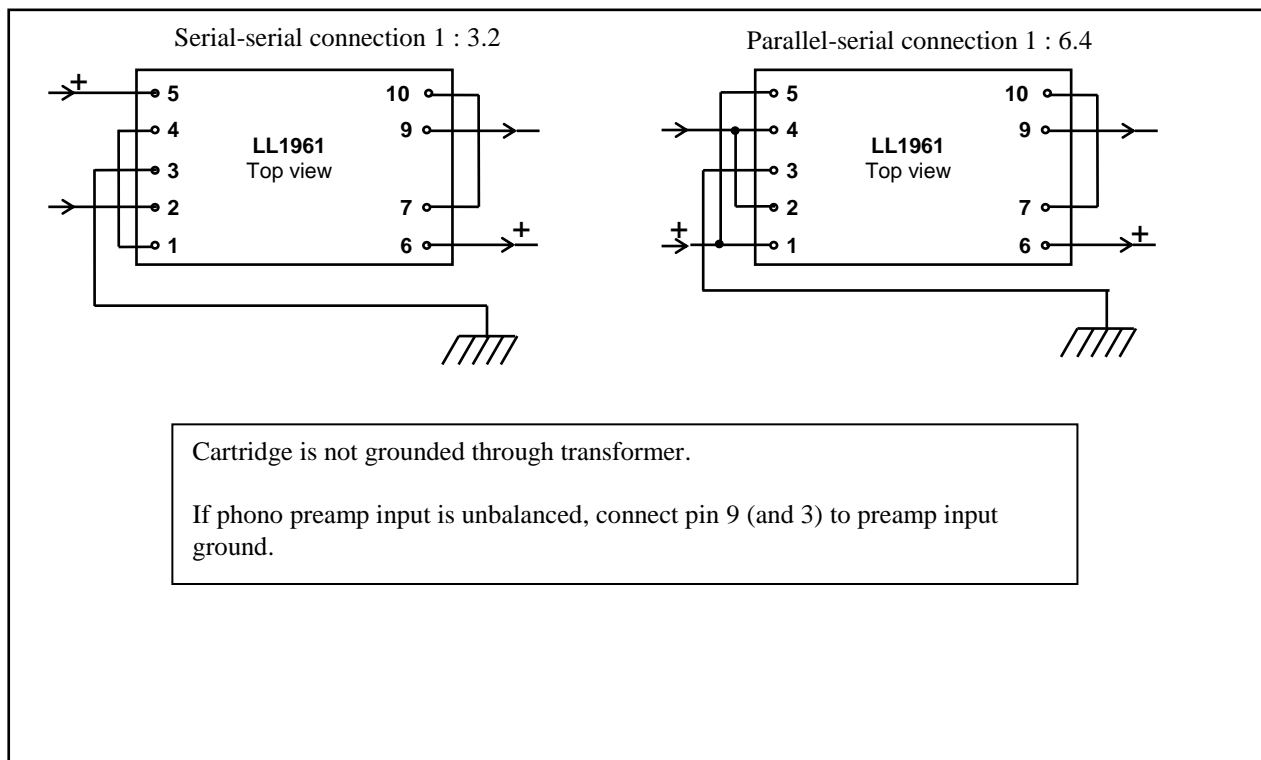 Serial-serial connection 1 : 3.2
+
5
4
3
2
1
LL1961
Top view
10
9
7
6
+
Parallel-serial connection 1 : 6.4
5
4
3
2
+
1
LL1961
Top view
10
9
7
6
+
Cartridge is not grounded through transformer.
If phono preamp input is unbalanced, connect pin 9 (and 3) to preamp input
ground.